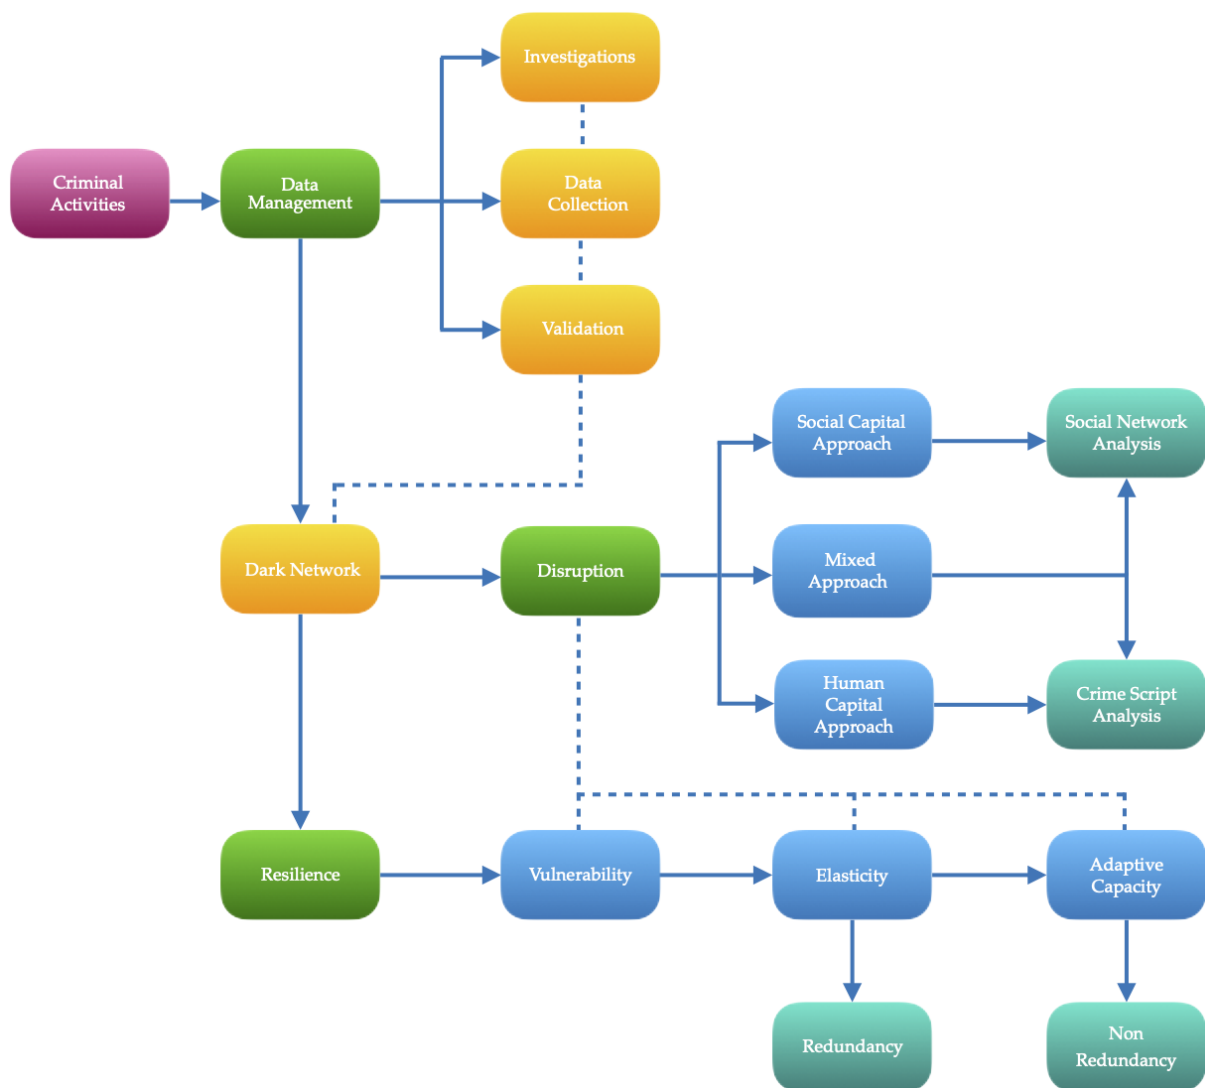 Investigations
Criminal
Activities
Data
Management
Data
Collection
Validation
Social Capital
Approach
Social Network
Analysis
Dark Network
Disruption
Mixed
Approach
Human
Capital
Approach
Crime Script
Analysis
Resilience
Vulnerability
Elasticity
Adaptive
Capacity
Redundancy
Non
Redundancy